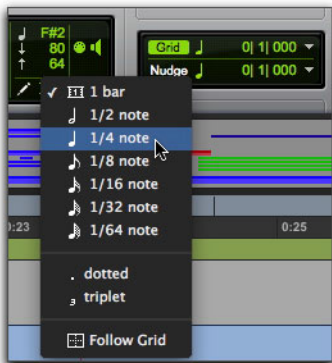 F#2
80
64
Grid 0| 1| 000
Nudge 0| 1| 000
✓ 1 bar
1/2 note
1/4 note
1/8 note
1/16 note
1/32 note
1/64 note
:23
0:25
. dotted
3 triplet
Follow Grid